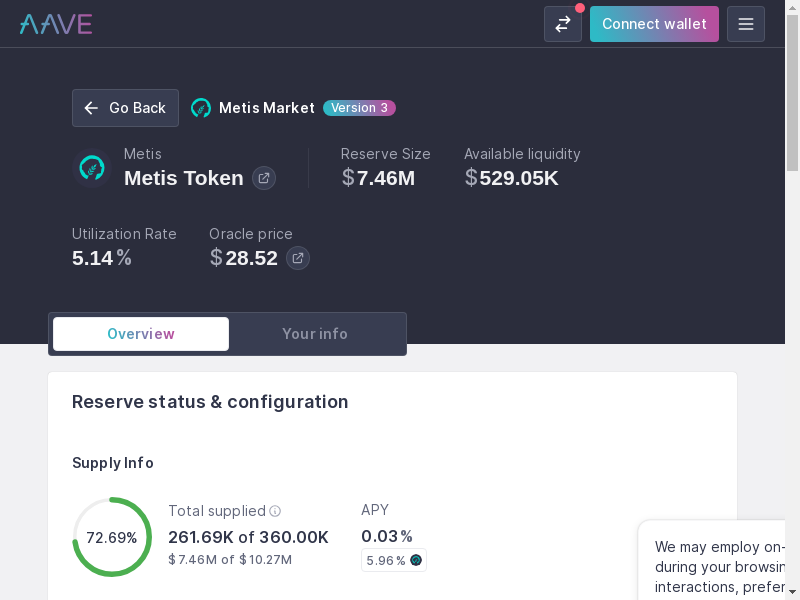 AAVE
Connect wallet
Go Back
Metis Market
Version 3
Metis
Metis Token
Reserve Size
$7.46M
Available liquidity
$529.05K
Utilization Rate
5.14%
Oracle price
$28.52
Overview
Your info
Reserve status & configuration
Supply Info
72.69%
Total supplied
261.69K of 360.00K
$7.46M of $10.27M
APY
0.03%
5.96%
We may employ on-
during your browsin
interactions, prefer